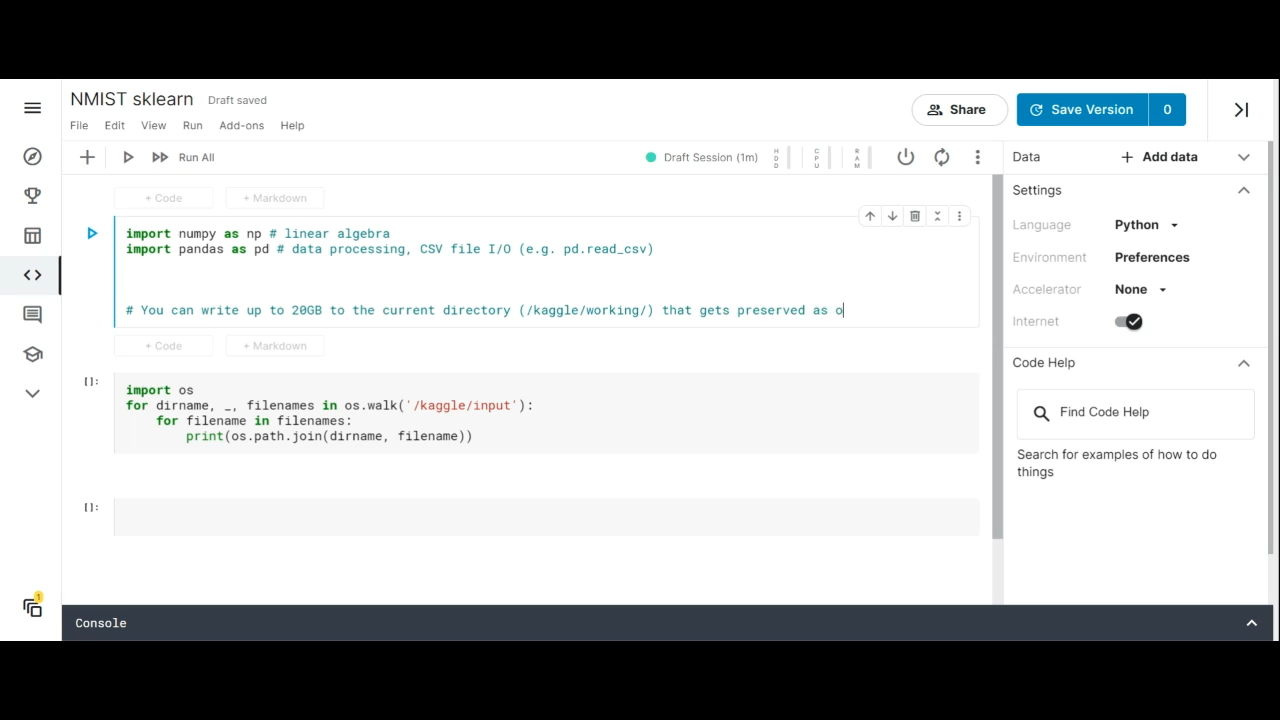 NMIST sklearn Draft saved
File Edit View Run Add-ons Help
Share
Save Version 0
Run All
Draft Session (1m)
HDD
CPU
RAM
+ Code + Markdown
import numpy as np # linear algebra
import pandas as pd # data processing, CSV file I/O (e.g. pd.read_csv)
# You can write up to 20GB to the current directory (/kaggle/working/) that gets preserved as o
+ Code + Markdown
[]:
import os
for dirname, _, filenames in os.walk('/kaggle/input'):
for filename in filenames:
print(os.path.join(dirname, filename))
[]:
Data + Add data
Settings
Language Python
Environment Preferences
Accelerator None
Internet
Code Help
Find Code Help
Search for examples of how to do
things
1
Console